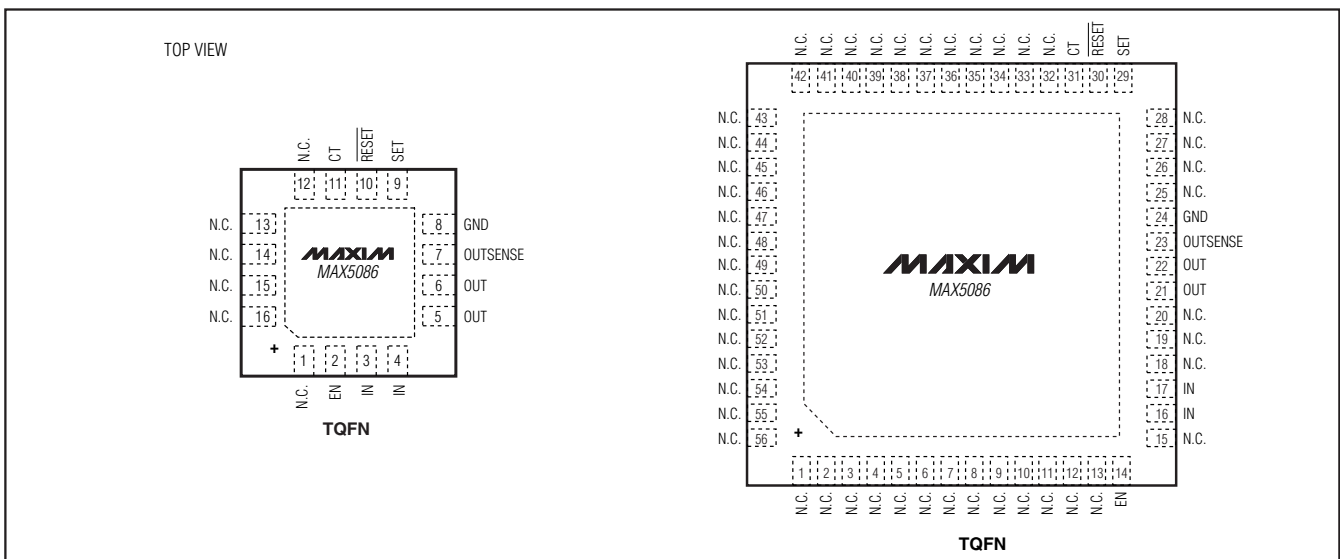 TOP VIEW
N.C. CT RESET SET
12 11 10 9
N.C. 13
N.C. 14
N.C. 15
N.C. 16
MAXIM
MAX5086
8 GND
7 OUTSENSE
6 OUT
5 OUT
+
1 2 3 4
N.C. EN IN IN
TQFN
N.C. N.C. N.C. N.C. N.C. N.C. N.C. N.C. N.C. N.C. N.C. CT RESET SET
42 41 40 39 38 37 36 35 34 33 32 31 30 29
N.C. 43
N.C. 44
N.C. 45
N.C. 46
N.C. 47
N.C. 48
N.C. 49
N.C. 50
N.C. 51
N.C. 52
N.C. 53
N.C. 54
N.C. 55
N.C. 56
MAXIM
MAX5086
28 N.C.
27 N.C.
26 N.C.
25 N.C.
24 GND
23 OUTSENSE
22 OUT
21 OUT
20 N.C.
19 N.C.
18 N.C.
17 IN
16 IN
15 N.C.
+
1 2 3 4 5 6 7 8 9 10 11 12 13 14
N.C. N.C. N.C. N.C. N.C. N.C. N.C. N.C. N.C. N.C. N.C. N.C. N.C. EN
TQFN